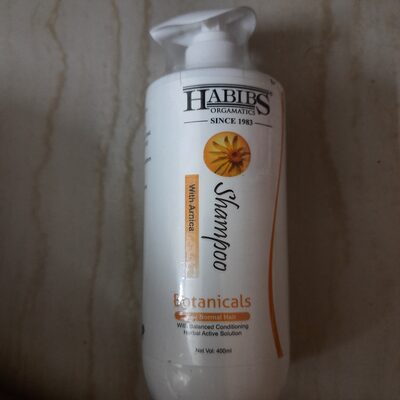 HABIBS
ORGAMATICS
SINCE 1983
With Arnica
Shampoo
Botanicals
Normal Hair
With Balanced Conditioning
Herbal Active Solution
Net Vol: 400ml